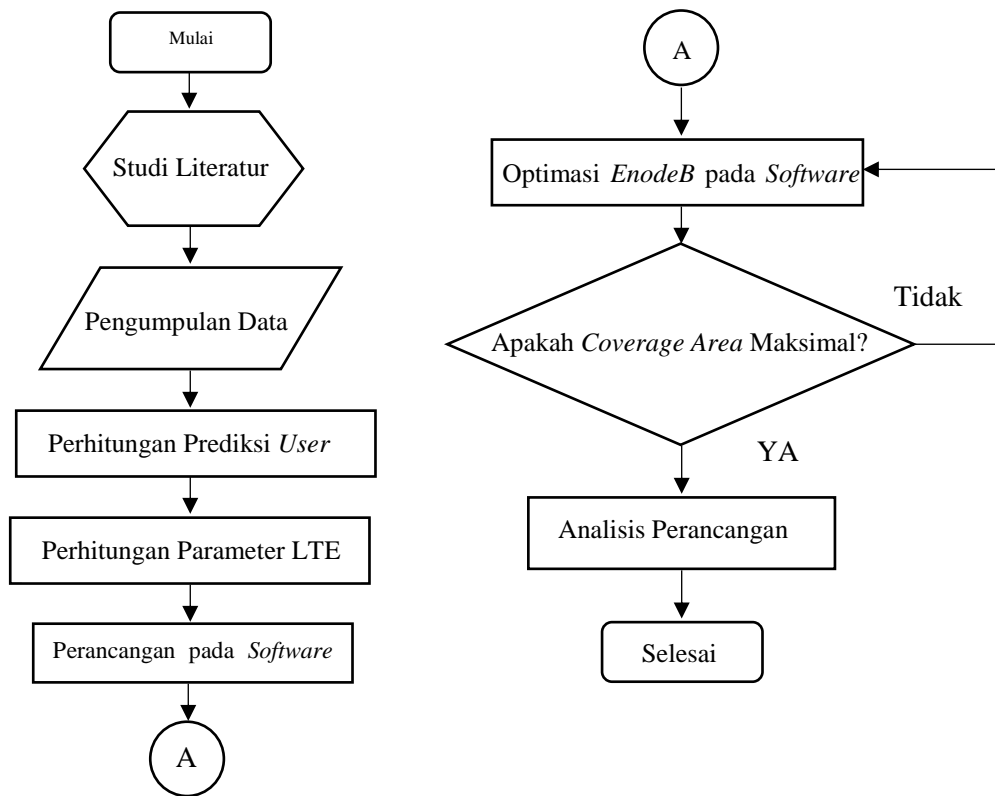 Mulai
Studi Literatur
Pengumpulan Data
Perhitungan Prediksi User
Perhitungan Parameter LTE
Perancangan pada Software
A
A
Optimasi EnodeB pada Software
Tidak
Apakah Coverage Area Maksimal?
YA
Analisis Perancangan
Selesai